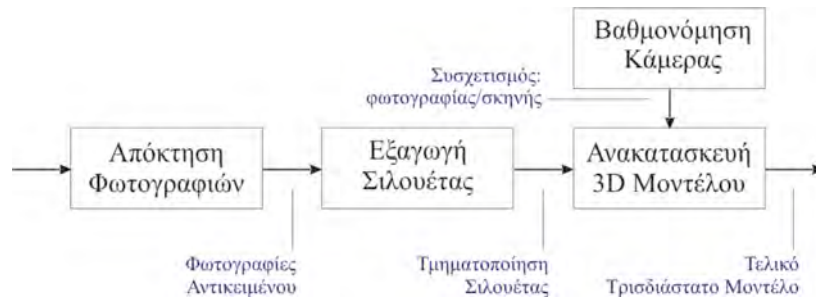 Βαθμονόμηση
Κάμερας
Συσχετισμός:
φωτογραφίας/σκηνής
Απόκτηση
Φωτογραφιών
Εξαγωγή
Σιλουέτας
Ανακατασκευή
3D Μοντέλου
Φωτογραφίες
Αντικειμένου
Τμηματοποίηση
Σιλουέτας
Τελικό
Τρισδιάστατο Μοντέλο